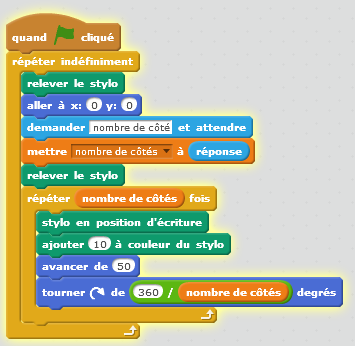 quand cliqué
répéter indéfiniment
relever le stylo
aller à x: 0 y: 0
demander nombre de côté et attendre
mettre nombre de côtés à réponse
relever le stylo
répéter nombre de côtés fois
stylo en position d'écriture
ajouter 10 à couleur du stylo
avancer de 50
tourner de 360 / nombre de côtés degrés